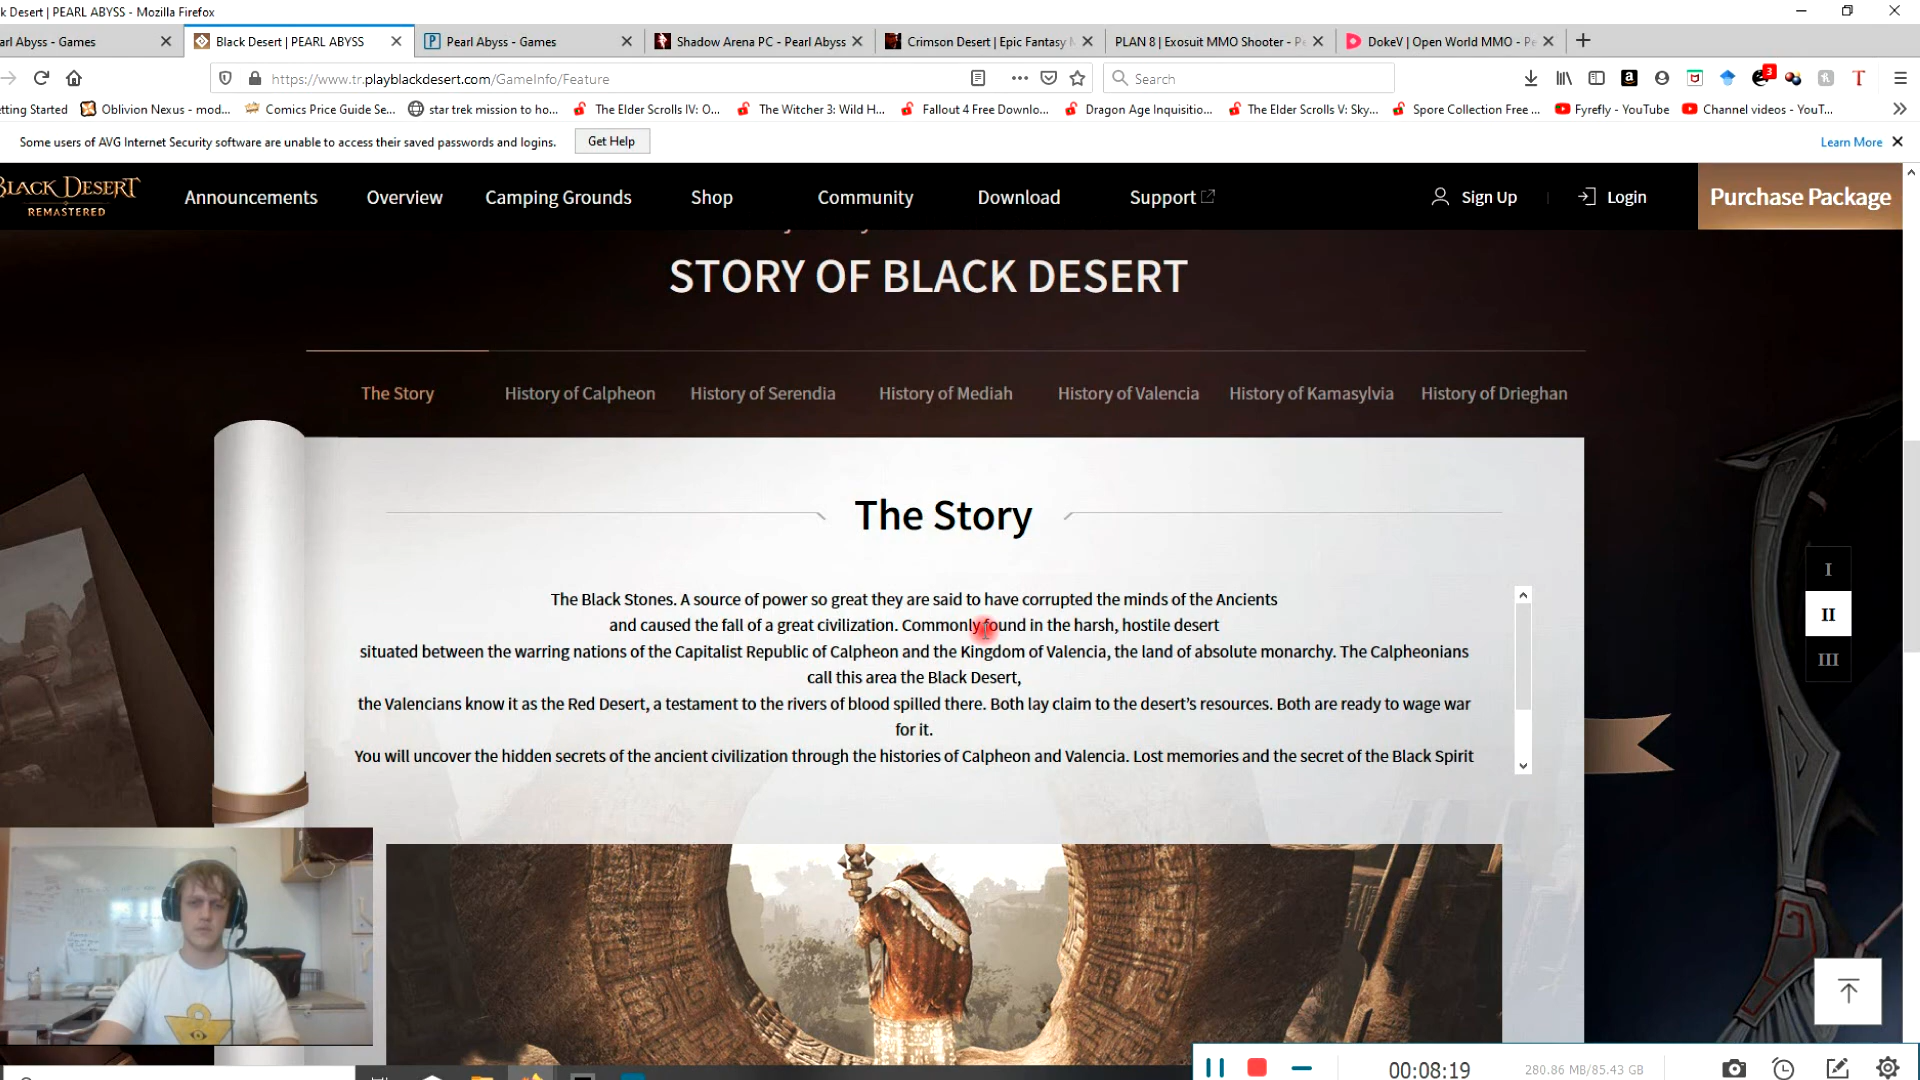 k Desert | PEARL ABYSS - Mozilla Firefox
arl Abyss - Games
Black Desert | PEARL ABYSS
Pearl Abyss - Games
Shadow Arena PC - Pearl Abyss
Crimson Desert | Epic Fantasy
PLAN 8 | Exosuit MMO Shooter - Pe
DokeV | Open World MMO - Pe
https://www.tr.playblackdesert.com/GameInfo/Feature
Search
3
etting Started
Oblivion Nexus - mod...
Comics Price Guide Se...
star trek mission to ho...
The Elder Scrolls IV: O...
The Witcher 3: Wild H...
Fallout 4 Free Downlo...
Dragon Age Inquisitio...
The Elder Scrolls V: Sky...
Spore Collection Free ...
Fyrefly - YouTube
Channel videos - YouT...
Some users of AVG Internet Security software are unable to access their saved passwords and logins.
Get Help
Learn More
BLACK DESERT
REMASTERED
Announcements
Overview
Camping Grounds
Shop
Community
Download
Support
Sign Up
Login
Purchase Package
STORY OF BLACK DESERT
The Story
History of Calpheon
History of Serendia
History of Mediah
History of Valencia
History of Kamasylvia
History of Drieghan
The Story
The Black Stones. A source of power so great they are said to have corrupted the minds of the Ancients
and caused the fall of a great civilization. Commonly found in the harsh, hostile desert
situated between the warring nations of the Capitalist Republic of Calpheon and the Kingdom of Valencia, the land of absolute monarchy. The Calpheonians
call this area the Black Desert,
the Valencians know it as the Red Desert, a testament to the rivers of blood spilled there. Both lay claim to the desert's resources. Both are ready to wage war
for it.
You will uncover the hidden secrets of the ancient civilization through the histories of Calpheon and Valencia. Lost memories and the secret of the Black Spirit
I
II
III
00:08:19
280.86 MB/85.43 GB